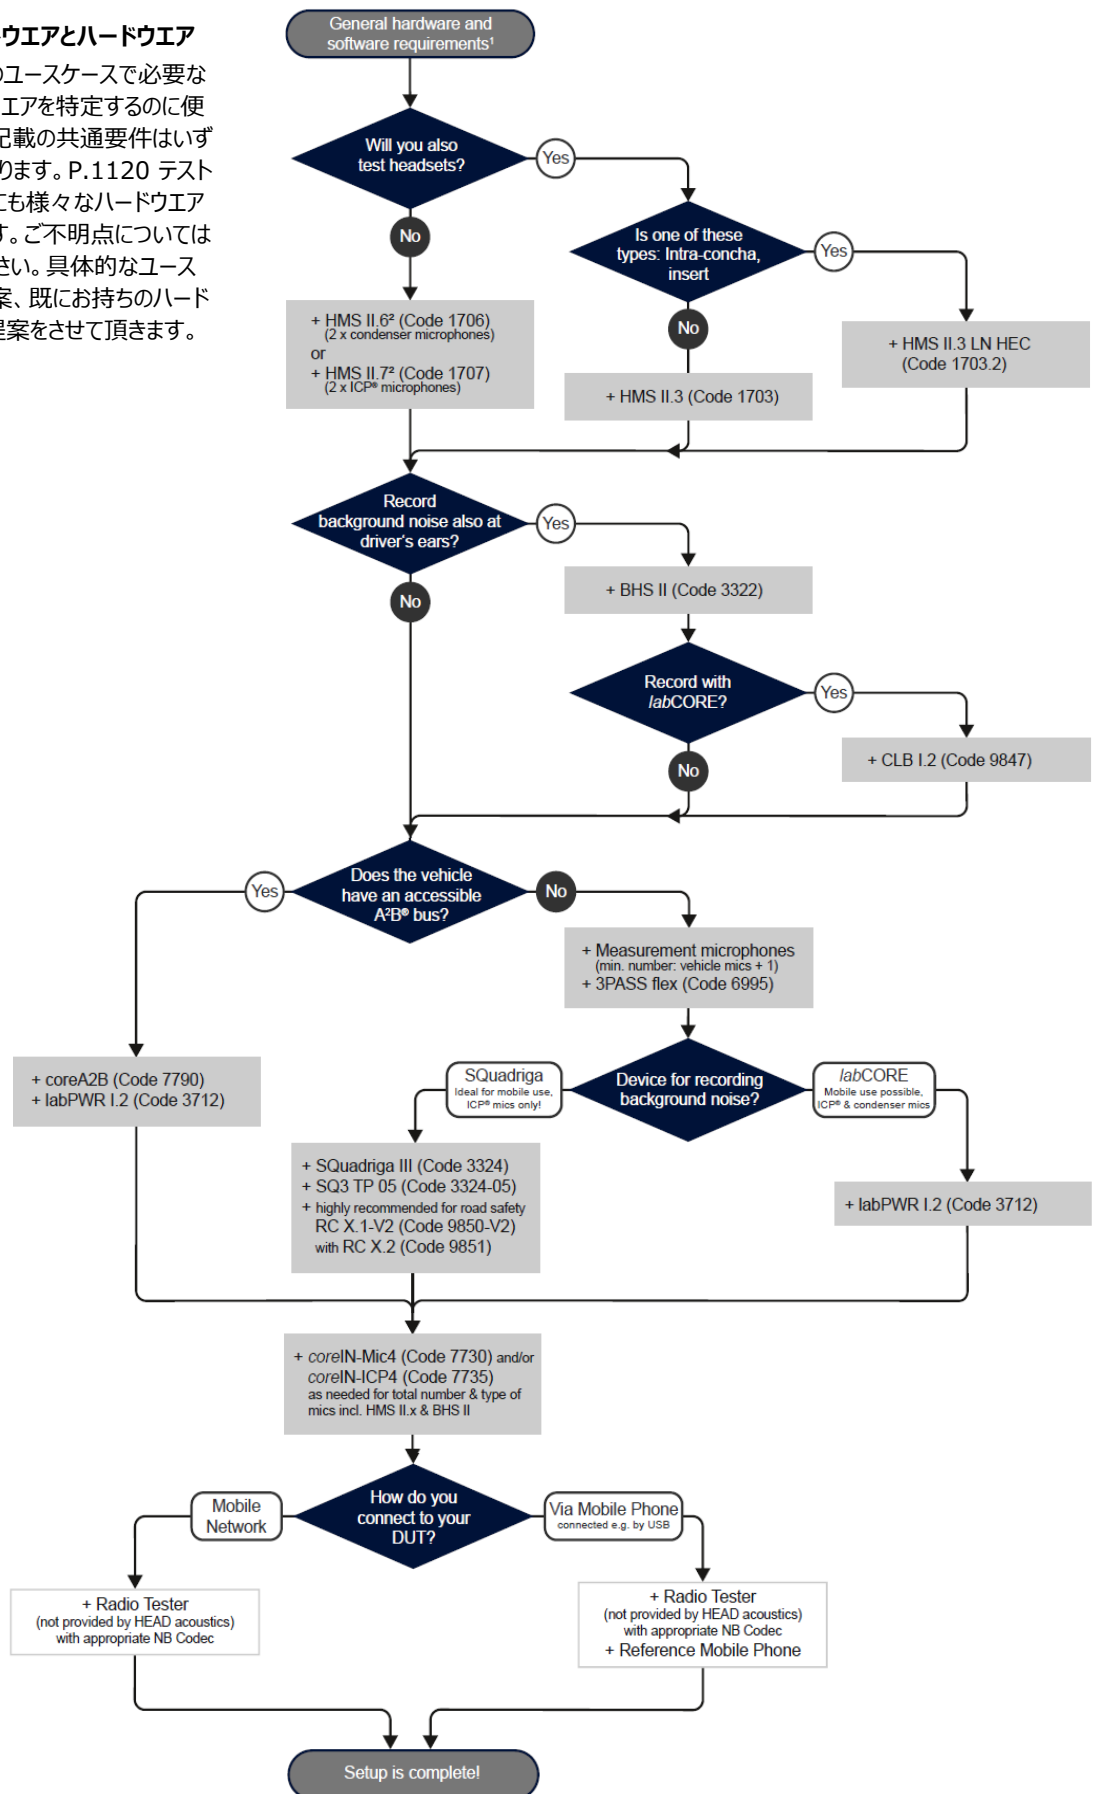 ウエアとハードウエア
のユースケースで必要な
エアを特定するのに便
記載の共通要件はいず
ります。P.1120 テスト
にも様々なハードウエア
す。ご不明点については
さい。具体的なユース
案、既にお持ちのハード
提案をさせて頂きます。
General hardware and
software requirements¹
Will you also
test headsets?
Yes
No
Is one of these
types: Intra-concha,
insert
Yes
No
+ HMS II.6² (Code 1706)
(2 x condenser microphones)
or
+ HMS II.7² (Code 1707)
(2 x ICP® microphones)
+ HMS II.3 (Code 1703)
+ HMS II.3 LN HEC
(Code 1703.2)
Record
background noise also at
driver's ears?
Yes
No
+ BHS II (Code 3322)
Record with
labCORE?
Yes
No
+ CLB I.2 (Code 9847)
Does the vehicle
have an accessible
A²B® bus?
Yes
No
+ Measurement microphones
(min. number: vehicle mics + 1)
+ 3PASS flex (Code 6995)
+ coreA2B (Code 7790)
+ labPWR I.2 (Code 3712)
Device for recording
background noise?
SQuadriga
Ideal for mobile use,
ICP® mics only!
labCORE
Mobile use possible,
ICP® & condenser mics
+ SQuadriga III (Code 3324)
+ SQ3 TP 05 (Code 3324-05)
+ highly recommended for road safety
RC X.1-V2 (Code 9850-V2)
with RC X.2 (Code 9851)
+ labPWR I.2 (Code 3712)
+ coreIN-Mic4 (Code 7730) and/or
coreIN-ICP4 (Code 7735)
as needed for total number & type of
mics incl. HMS II.x & BHS II
How do you
connect to your
DUT?
Mobile
Network
Via Mobile Phone
connected e.g. by USB
+ Radio Tester
(not provided by HEAD acoustics)
with appropriate NB Codec
+ Radio Tester
(not provided by HEAD acoustics)
with appropriate NB Codec
+ Reference Mobile Phone
Setup is complete!